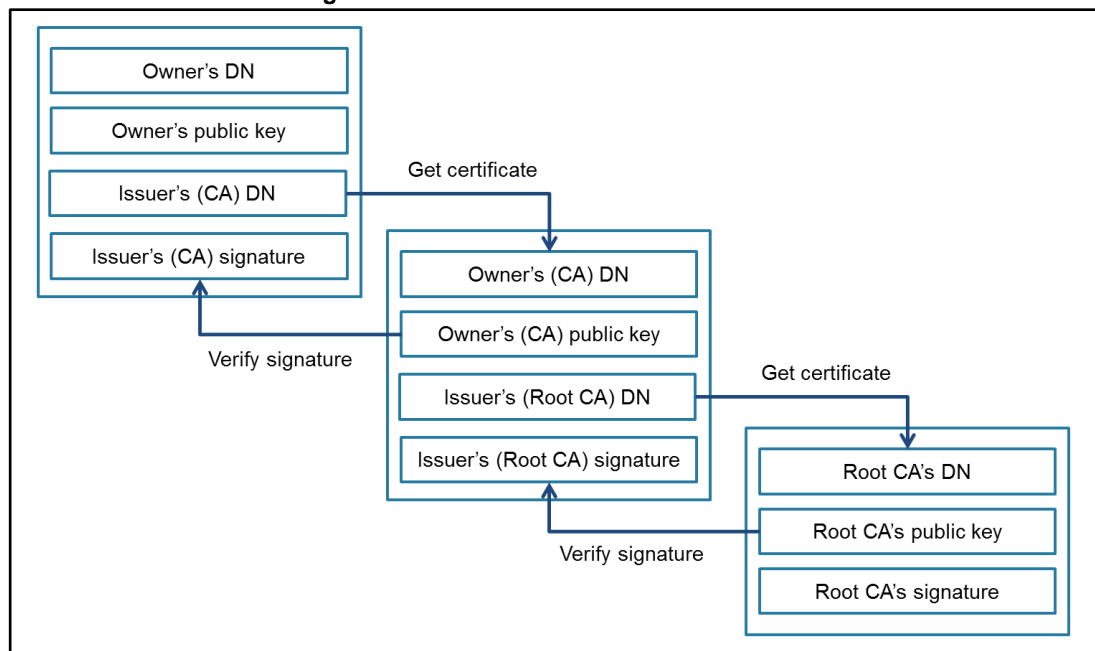 Owner's DN
Owner's public key
Issuer's (CA) DN
Issuer's (CA) signature
Get certificate
Verify signature
Owner's (CA) DN
Owner's (CA) public key
Issuer's (Root CA) DN
Issuer's (Root CA) signature
Get certificate
Verify signature
Root CA's DN
Root CA's public key
Root CA's signature